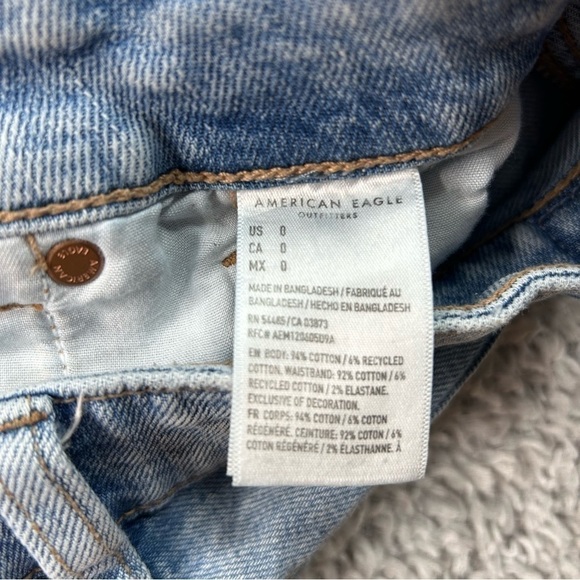 AMERICAN EAGLE
OUTFITTERS
US 0
CA 0
MX 0
MADE IN BANGLADESH / FABRIQUÉ AU
BANGLADESH / HECHO EN BANGLADESH
RN 54485 / CA 03873
RFC# AEM12060509A
EN BODY: 94% COTTON / 6% RECYCLED
COTTON. WAISTBAND: 92% COTTON / 6%
RECYCLED COTTON / 2% ELASTANE.
EXCLUSIVE OF DECORATION.
FR CORPS: 94% COTON / 6% COTON
RÉGÉNÉRÉ. CEINTURE: 92% COTON / 6%
COTON RÉGÉNÉRÉ / 2% ÉLASTHANNE. À
AMERICAN